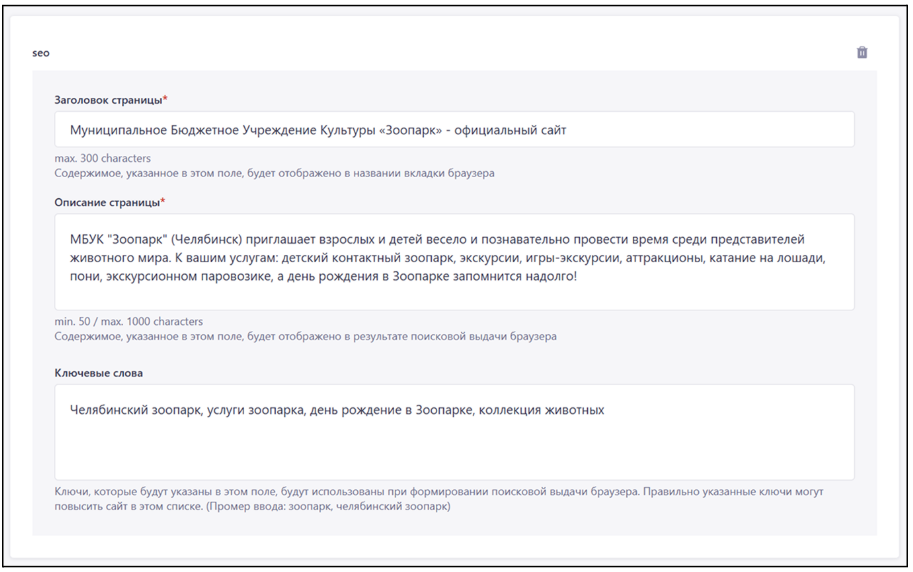 seo
Заголовок страницы*
Муниципальное Бюджетное Учреждение Культуры «Зоопарк» - официальный сайт
max. 300 characters
Содержимое, указанное в этом поле, будет отображено в названии вкладки браузера
Описание страницы*
МБУК "Зоопарк" (Челябинск) приглашает взрослых и детей весело и познавательно провести время среди представителей
животного мира. К вашим услугам: детский контактный зоопарк, экскурсии, игры-экскурсии, аттракционы, катание на лошади,
пони, экскурсионном паровозике, а день рождения в Зоопарке запомнится надолго!
min. 50 / max. 1000 characters
Содержимое, указанное в этом поле, будет отображено в результате поисковой выдачи браузера
Ключевые слова
Челябинский зоопарк, услуги зоопарка, день рождение в Зоопарке, коллекция животных
Ключи, которые будут указаны в этом поле, будут использованы при формировании поисковой выдачи браузера. Правильно указанные ключи могут
повысить сайт в этом списке. (Промер ввода: зоопарк, челябинский зоопарк)